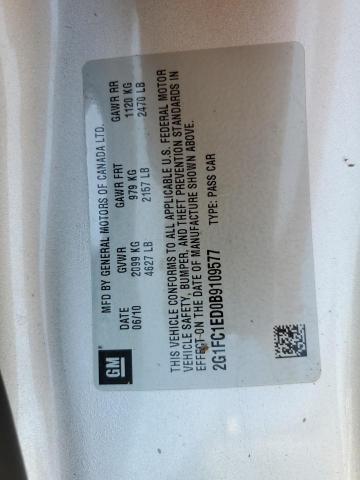 GM
MFD BY GENERAL MOTORS OF CANADA LTD.
DATE GVWR GAWR FRT GAWR RR
06/10 2099 KG 979 KG 1120 KG
4627 LB 2157 LB 2470 LB
THIS VEHICLE CONFORMS TO ALL APPLICABLE U.S. FEDERAL MOTOR
VEHICLE SAFETY, BUMPER, AND THEFT PREVENTION STANDARDS IN
EFFECT ON THE DATE OF MANUFACTURE SHOWN ABOVE.
2G1FC1ED0B9109577 TYPE: PASS CAR